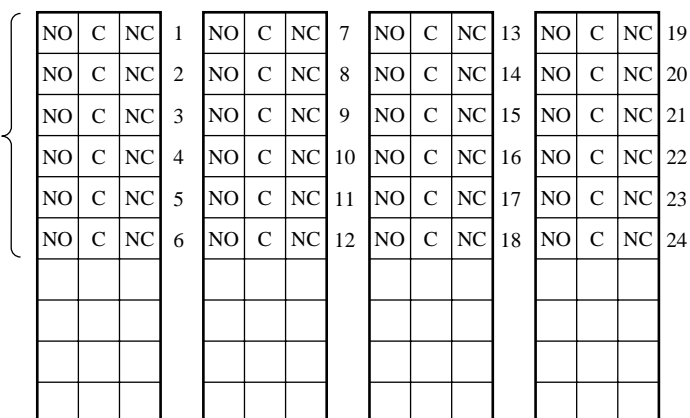 NO C NC 1 NO C NC 7 NO C NC 13 NO C NC 19
NO C NC 2 NO C NC 8 NO C NC 14 NO C NC 20
NO C NC 3 NO C NC 9 NO C NC 15 NO C NC 21
NO C NC 4 NO C NC 10 NO C NC 16 NO C NC 22
NO C NC 5 NO C NC 11 NO C NC 17 NO C NC 23
NO C NC 6 NO C NC 12 NO C NC 18 NO C NC 24